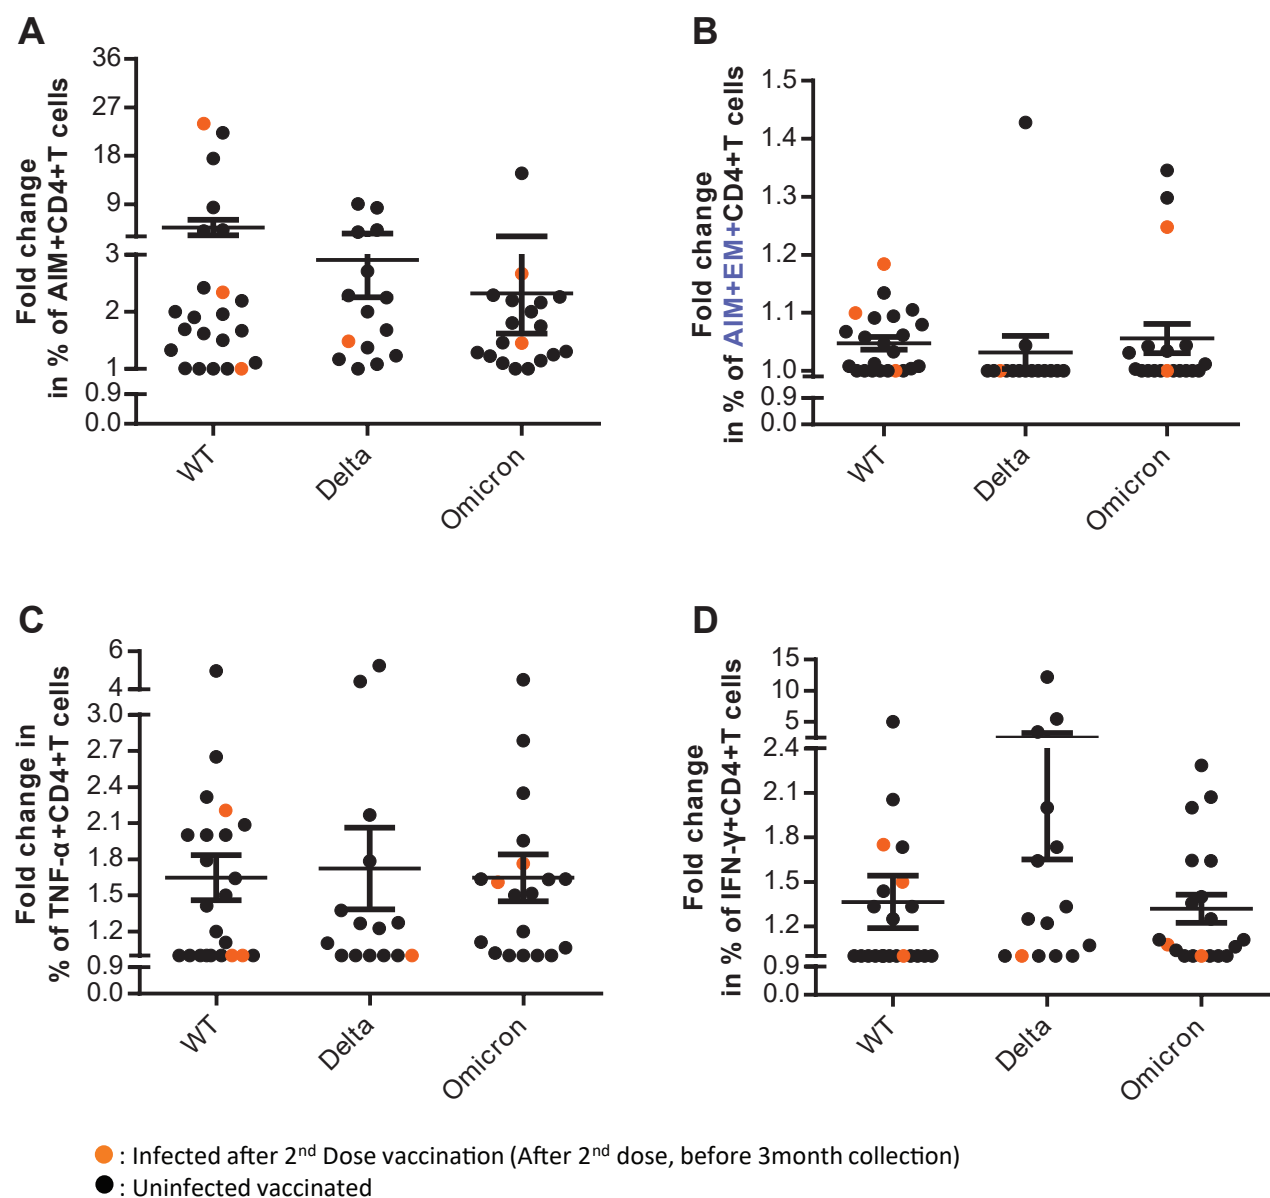 A
Fold change
in % of AIM+CD4+T cells
36
27
18
9
3
2
1
0.9
0.0
WT
Delta
Omicron
B
Fold change
in % of AIM+EM+CD4+T cells
1.5
1.4
1.3
1.2
1.1
1.0
0.9
0.0
WT
Delta
Omicron
C
Fold change in
% of TNF-α+CD4+T cells
6
4
3.0
2.7
2.4
2.1
1.8
1.5
1.2
0.9
0.0
WT
Delta
Omicron
D
Fold change
in % of IFN-γ+CD4+T cells
15
10
5
2.4
2.1
1.8
1.5
1.2
0.9
0.0
WT
Delta
Omicron
: Infected after 2nd Dose vaccination (After 2nd dose, before 3month collection)
: Uninfected vaccinated